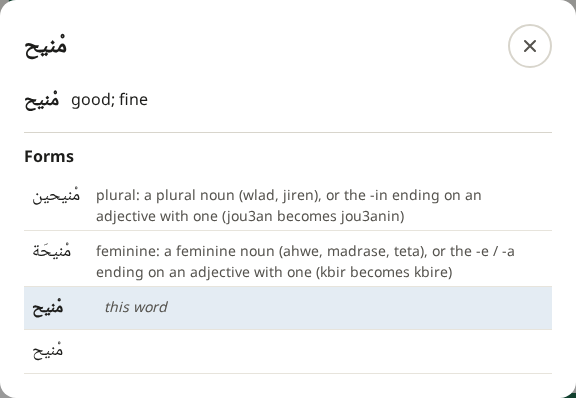 مْنيح
مْنيح good; fine
Forms
مْنيحين plural: a plural noun (wlad, jiren), or the -in ending on an
adjective with one (jou3an becomes jou3anin)
مْنيحَة feminine: a feminine noun (ahwe, madrase, teta), or the -e / -a
ending on an adjective with one (kbir becomes kbire)
مْنيح this word
مْنيح